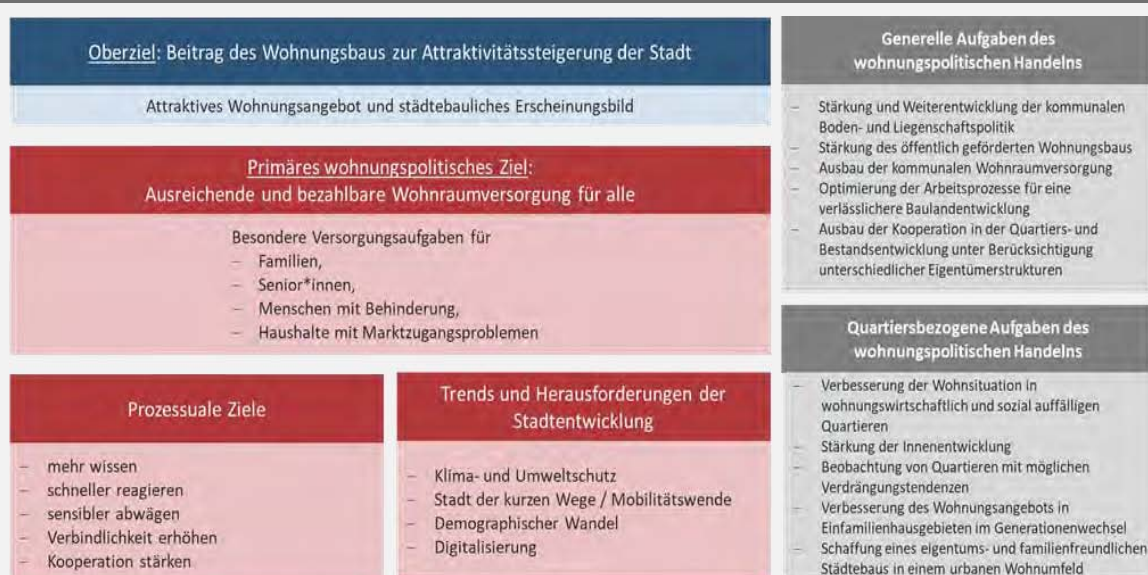 Oberziel: Beitrag des Wohnungsbaus zur Attraktivitätssteigerung der Stadt
Attraktives Wohnungsangebot und städtebauliches Erscheinungsbild
Primäres wohnungspolitisches Ziel:
Ausreichende und bezahlbare Wohnraumversorgung für alle
Besondere Versorgungsaufgaben für
– Familien,
– Senior*innen,
– Menschen mit Behinderung,
– Haushalte mit Marktzugangsproblemen
Prozessuale Ziele
– mehr wissen
– schneller reagieren
– sensibler abwägen
– Verbindlichkeit erhöhen
– Kooperation stärken
Trends und Herausforderungen der
Stadtentwicklung
– Klima- und Umweltschutz
– Stadt der kurzen Wege / Mobilitätswende
– Demographischer Wandel
– Digitalisierung
Generelle Aufgaben des
wohnungspolitischen Handelns
– Stärkung und Weiterentwicklung der kommunalen
Boden- und Liegenschaftspolitik
– Stärkung des öffentlich geförderten Wohnungsbaus
– Ausbau der kommunalen Wohnraumversorgung
– Optimierung der Arbeitsprozesse für eine
verlässlichere Baulandentwicklung
– Ausbau der Kooperation in der Quartiers- und
Bestandsentwicklung unter Berücksichtigung
unterschiedlicher Eigentümerstrukturen
Quartiersbezogene Aufgaben des
wohnungspolitischen Handelns
– Verbesserung der Wohnsituation in
wohnungswirtschaftlich und sozial auffälligen
Quartieren
– Stärkung der Innenentwicklung
– Beobachtung von Quartieren mit möglichen
Verdrängungstendenzen
– Verbesserung des Wohnungsangebots in
Einfamilienhausgebieten im Generationenwechsel
– Schaffung eines eigentums- und familienfreundlichen
Städtebaus in einem urbanen Wohnumfeld